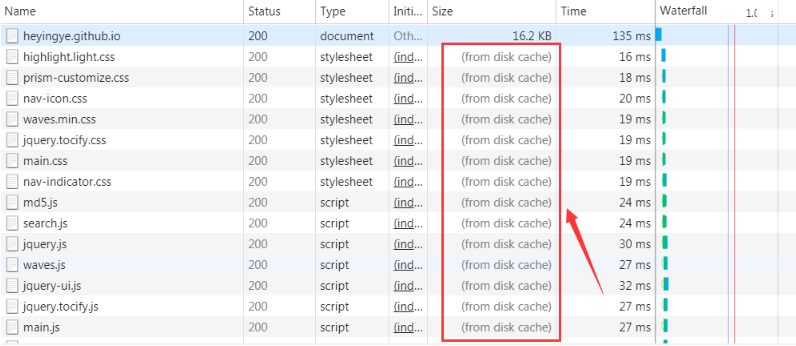 Name Status Type Initi... Size Time Waterfall
heyingye.github.io 200 document Oth... 16.2 KB 135 ms
highlight.light.css 200 stylesheet (ind... (from disk cache) 16 ms
prism-customize.css 200 stylesheet (ind... (from disk cache) 18 ms
nav-icon.css 200 stylesheet (ind... (from disk cache) 20 ms
waves.min.css 200 stylesheet (ind... (from disk cache) 19 ms
jquery.tocify.css 200 stylesheet (ind... (from disk cache) 19 ms
main.css 200 stylesheet (ind... (from disk cache) 19 ms
nav-indicator.css 200 stylesheet (ind... (from disk cache) 19 ms
md5.js 200 script (ind... (from disk cache) 24 ms
search.js 200 script (ind... (from disk cache) 24 ms
jquery.js 200 script (ind... (from disk cache) 30 ms
waves.js 200 script (ind... (from disk cache) 27 ms
jquery-ui.js 200 script (ind... (from disk cache) 32 ms
jquery.tocify.js 200 script (ind... (from disk cache) 27 ms
main.js 200 script (ind... (from disk cache) 27 ms